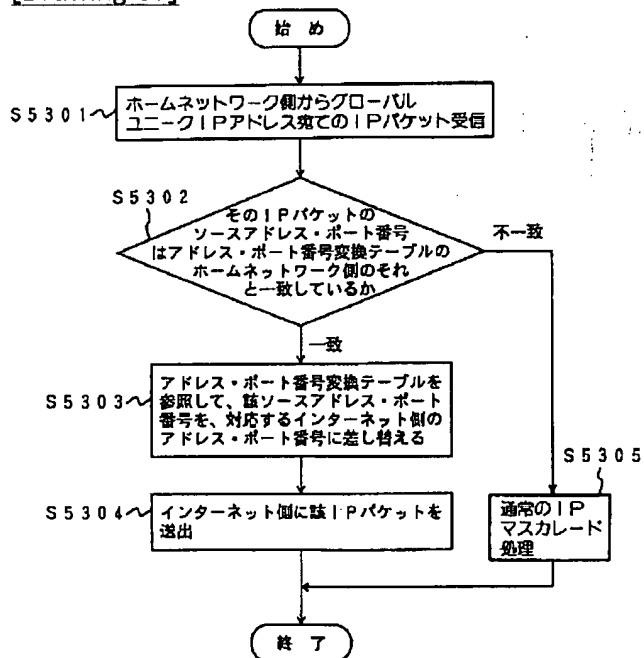 始 め
S5301
ホームネットワーク側からグローバル
ユニークIPアドレス宛てのIPパケット受信
S5302
そのIPパケットの
ソースアドレス・ポート番号
はアドレス・ポート番号変換テーブルの
ホームネットワーク側のそれ
と一致しているか
不一致
一致
S5303
アドレス・ポート番号変換テーブルを
参照して、該ソースアドレス・ポート
番号を、対応するインターネット側の
アドレス・ポート番号に差し替える
S5304
インターネット側に該IPパケットを
送出
S5305
通常のIP
マスカレード
処理
終 了